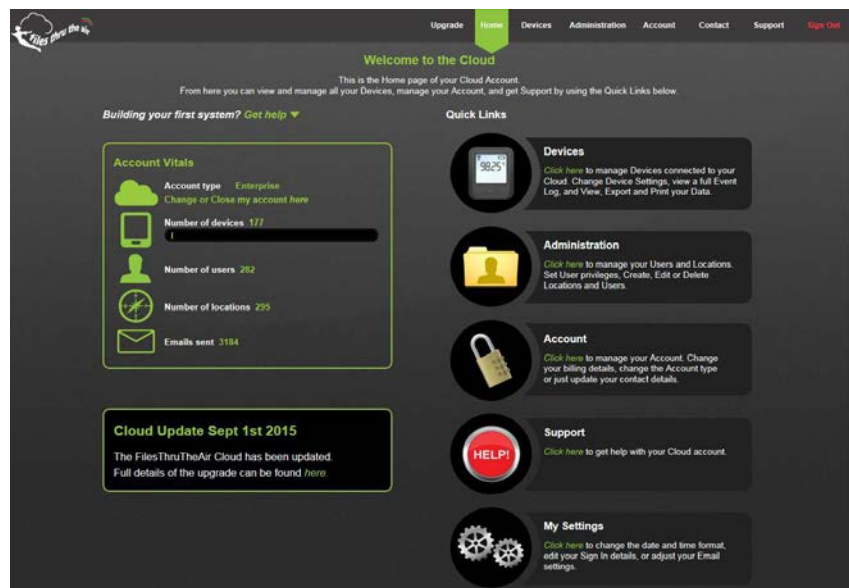 Files thru the air
Upgrade Home Devices Administration Account Contact Support Sign Out
Welcome to the Cloud
This is the Home page of your Cloud Account.
From here you can view and manage all your Devices, manage your Account, and get Support by using the Quick Links below.
Building your first system? Get help
Account Vitals
Account type Enterprise
Change or Close my account here
Number of devices 177
Number of users 282
Number of locations 295
Emails sent 3184
Cloud Update Sept 1st 2015
The FilesThruTheAir Cloud has been updated.
Full details of the upgrade can be found here.
Quick Links
98.25
Devices
Click here to manage Devices connected to your
Cloud. Change Device Settings, view a full Event
Log, and View, Export and Print your Data.
Administration
Click here to manage your Users and Locations.
Set User privileges, Create, Edit or Delete
Locations and Users.
Account
Click here to manage your Account. Change
your billing details, change the Account type
or just update your contact details.
HELP!
Support
Click here to get help with your Cloud account.
My Settings
Click here to change the date and time format,
edit your Sign In details, or adjust your Email
settings.